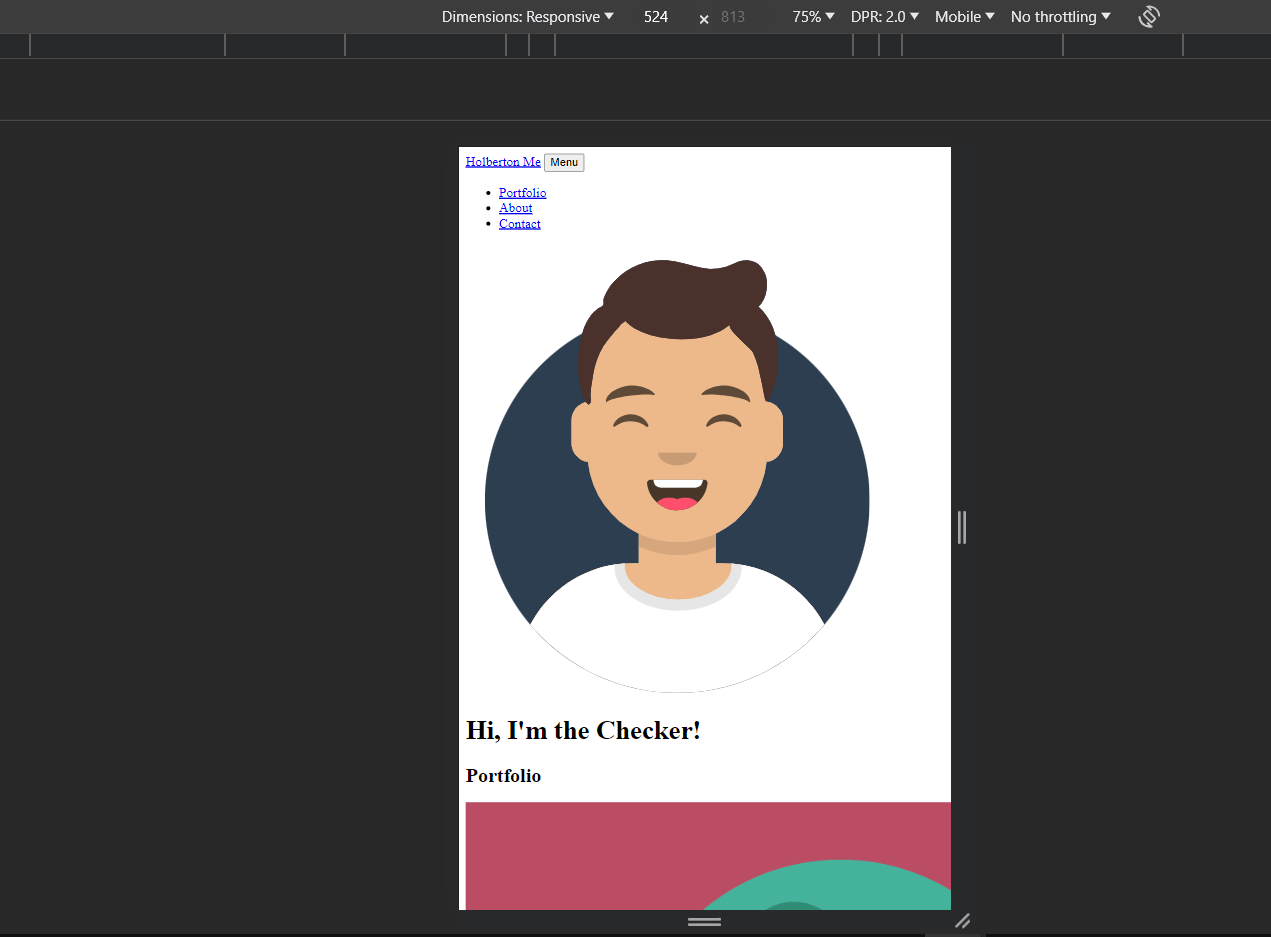 Dimensions: Responsive 524 × 813 75% DPR: 2.0 Mobile No throttling
Holberton Me Menu
Portfolio
About
Contact
Hi, I'm the Checker!
Portfolio